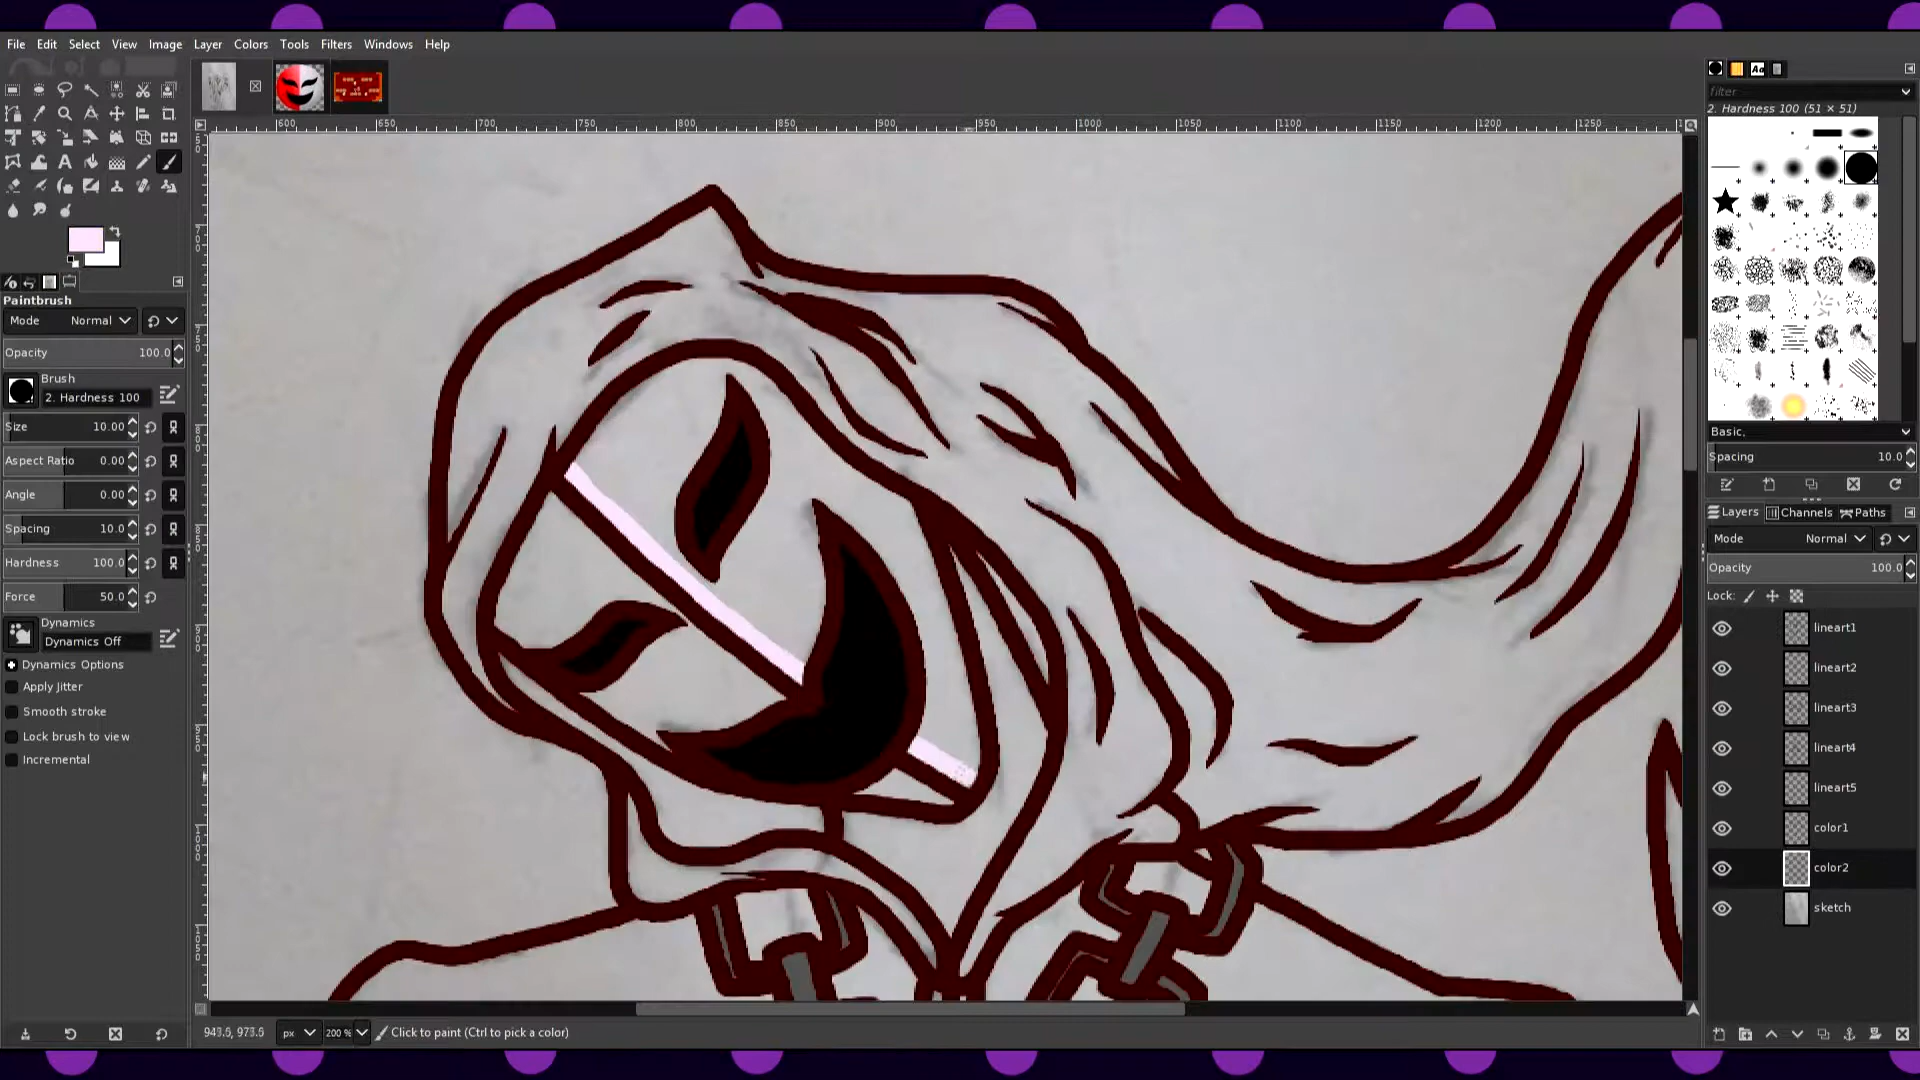 File Edit Select View Image Layer Colors Tools Filters Windows Help
filter
2. Hardness 100 (51 × 51)
600 650 700 750 800 850 900 950 1000 1050 1100 1150 1200 1250
Paintbrush
Mode Normal
Opacity 100.0
Brush
2. Hardness 100
Size 10.00
Aspect Ratio 0.00
Angle 0.00
Spacing 10.0
Hardness 100.0
Force 50.0
Dynamics
Dynamics Off
Dynamics Options
Apply Jitter
Smooth stroke
Lock brush to view
Incremental
Basic,
Spacing 10.0
Layers Channels Paths
Mode Normal
Opacity 100.0
Lock:
lineart1
lineart2
lineart3
lineart4
lineart5
color1
color2
sketch
px 200 % Click to paint (Ctrl to pick a color)